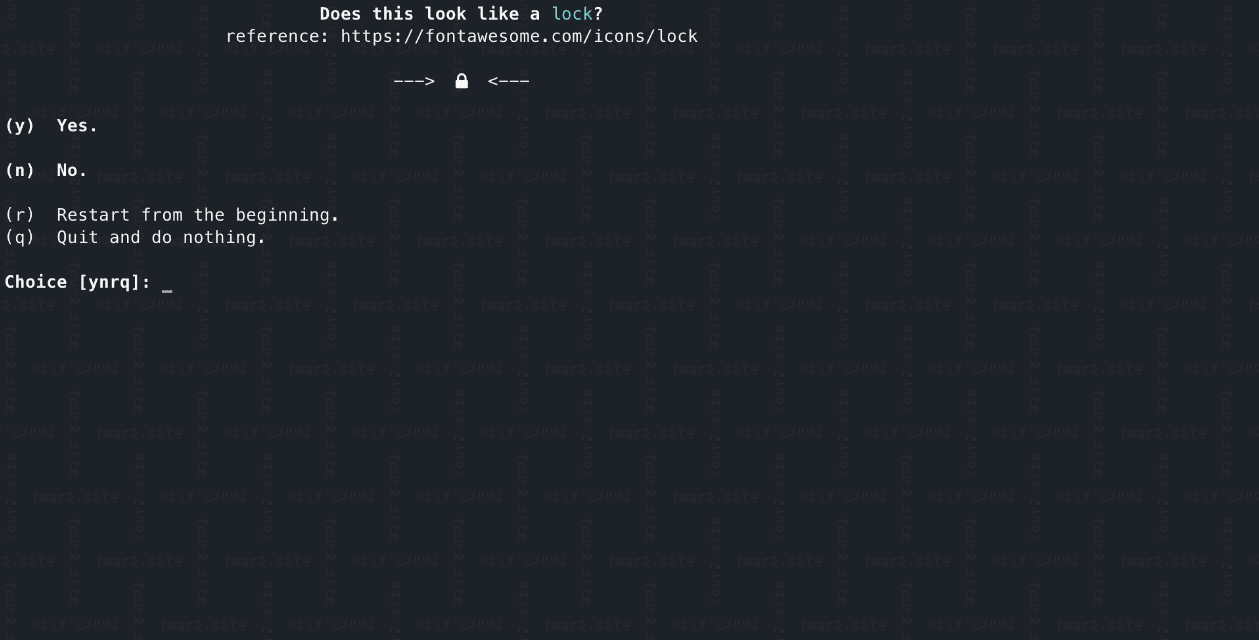 Does this look like a lock?
reference: https://fontawesome.com/icons/lock
---> <---
(y) Yes.
(n) No.
(r) Restart from the beginning.
(q) Quit and do nothing.
Choice [ynrq]: _
four2.site